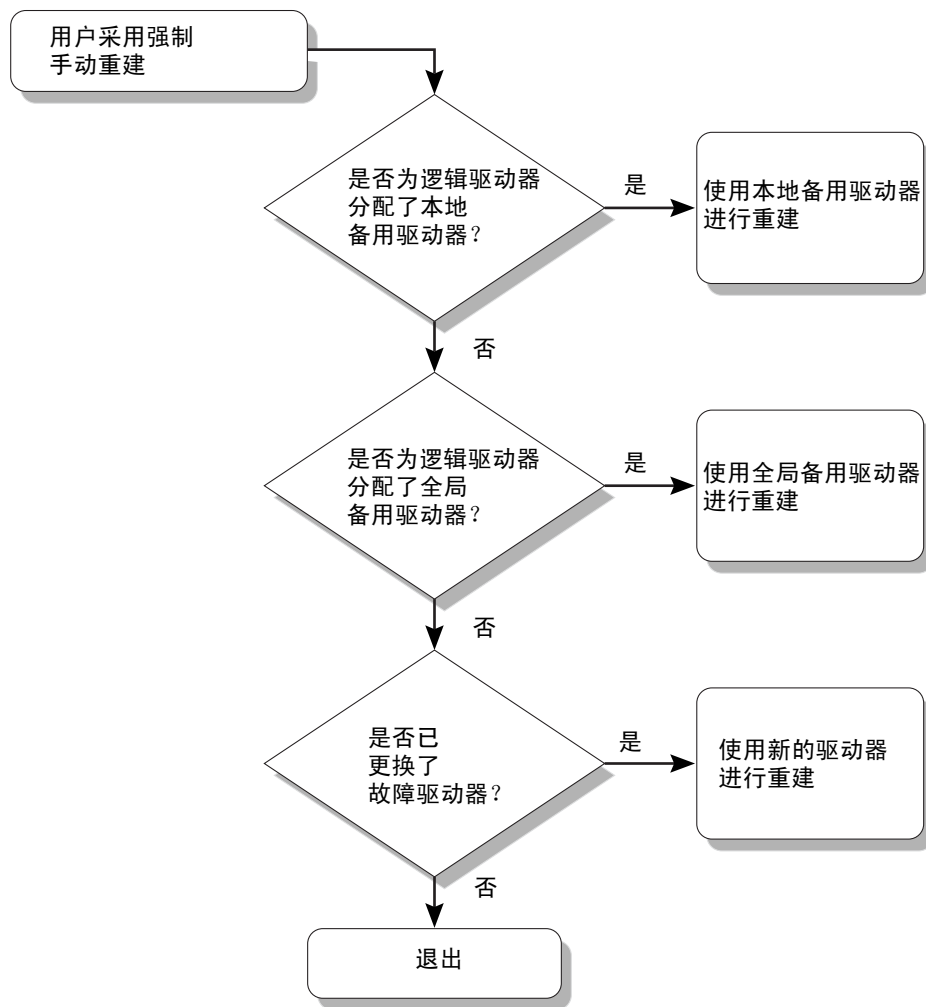 用户采用强制
手动重建
是否为逻辑驱动器
分配了本地
备用驱动器？
是
使用本地备用驱动器
进行重建
否
是否为逻辑驱动器
分配了全局
备用驱动器？
是
使用全局备用驱动器
进行重建
否
是否已
更换了
故障驱动器？
是
使用新的驱动器
进行重建
否
退出